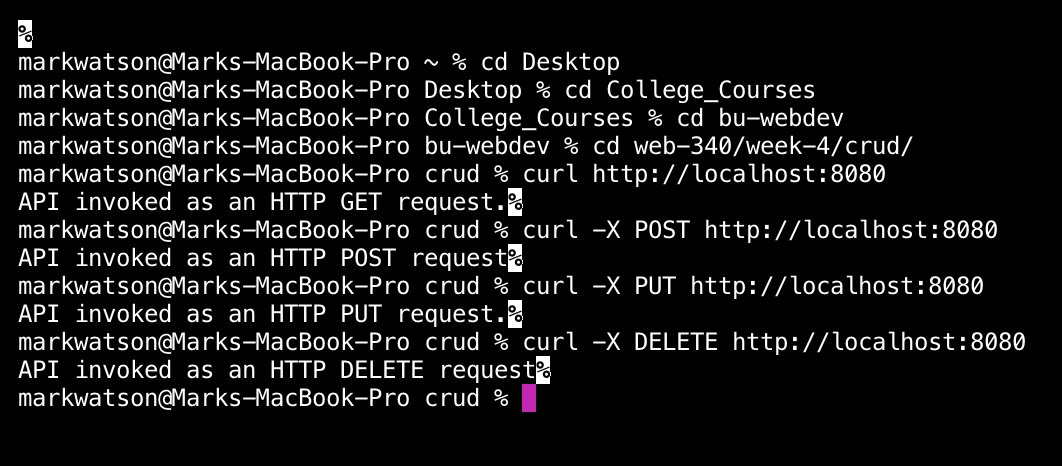 %
markwatson@Marks-MacBook-Pro ~ % cd Desktop
markwatson@Marks-MacBook-Pro Desktop % cd College_Courses
markwatson@Marks-MacBook-Pro College_Courses % cd bu-webdev
markwatson@Marks-MacBook-Pro bu-webdev % cd web-340/week-4/crud/
markwatson@Marks-MacBook-Pro crud % curl http://localhost:8080
API invoked as an HTTP GET request.%
markwatson@Marks-MacBook-Pro crud % curl -X POST http://localhost:8080
API invoked as an HTTP POST request%
markwatson@Marks-MacBook-Pro crud % curl -X PUT http://localhost:8080
API invoked as an HTTP PUT request.%
markwatson@Marks-MacBook-Pro crud % curl -X DELETE http://localhost:8080
API invoked as an HTTP DELETE request%
markwatson@Marks-MacBook-Pro crud %